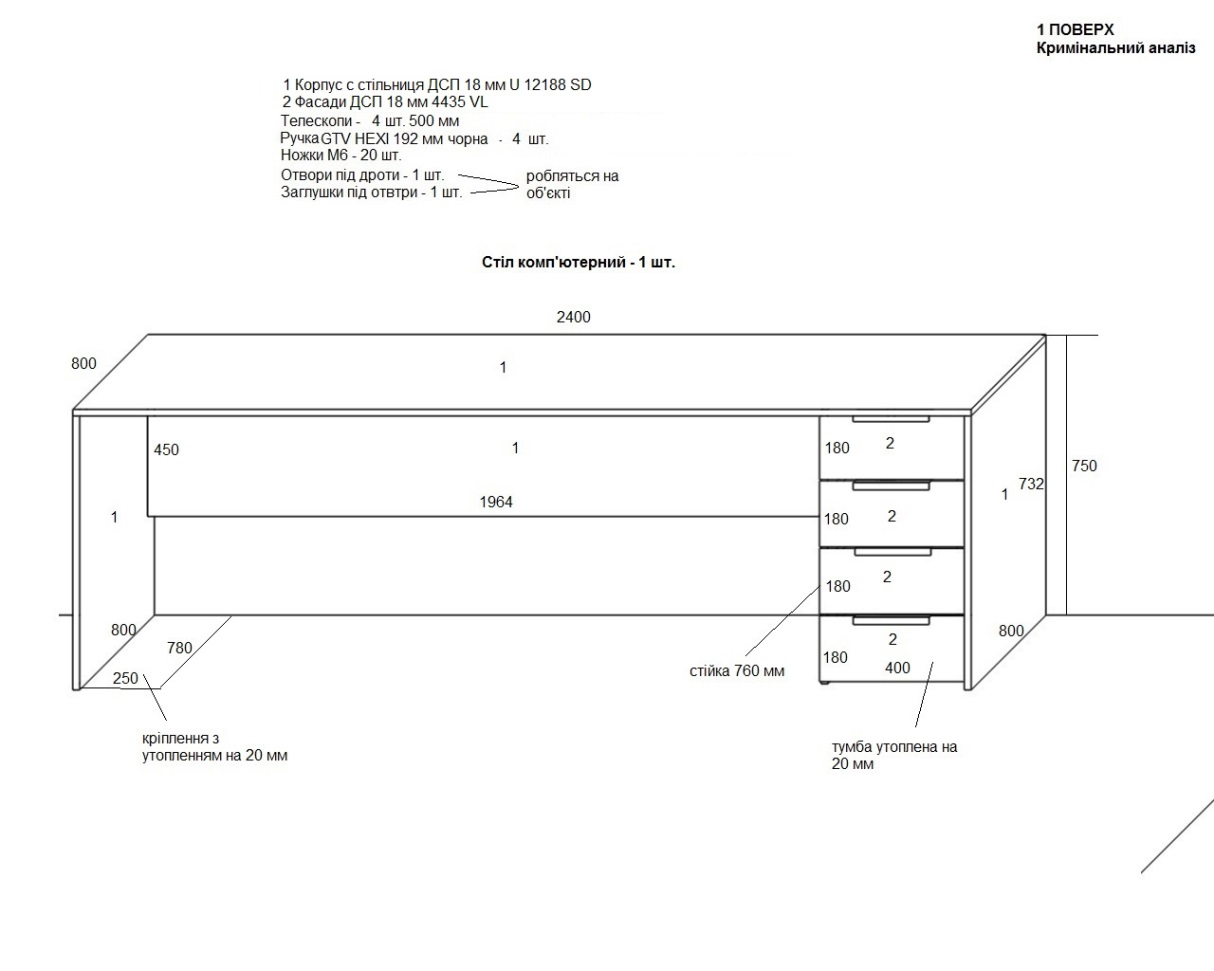 1 ПОВЕРХ
Кримінальний аналіз
1 Корпус с стільниця ДСП 18 мм U 12188 SD
2 Фасади ДСП 18 мм 4435 VL
Телескопи - 4 шт. 500 мм
Ручка GTV HEXI 192 мм чорна - 4 шт.
Ножки М6 - 20 шт.
Отвори під дроти - 1 шт.
Заглушки під отвтри - 1 шт.
робляться на
об'єкті
Стіл комп'ютерний - 1 шт.
2400
800
1
450
1
1964
180
2
750
732
1
1
180
2
180
2
800
780
250
800
180
2
400
стійка 760 мм
кріплення з
утопленням на 20 мм
тумба утоплена на
20 мм